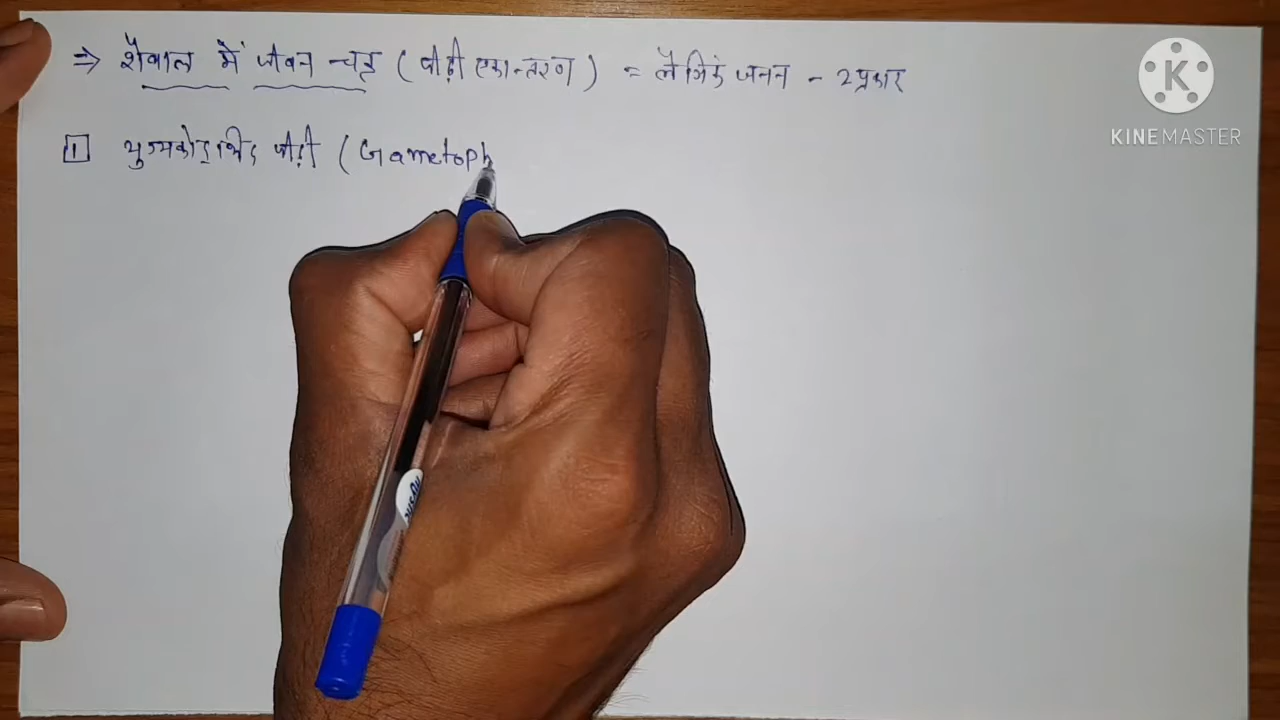 ⇒ शैवाल में जीवन चक्र (पीढ़ी एकान्तरण) = लैंगिक जनन - 2 प्रकार
1 युग्मकोद्भिद पीढ़ी (Gametoph
K
KINEMASTER